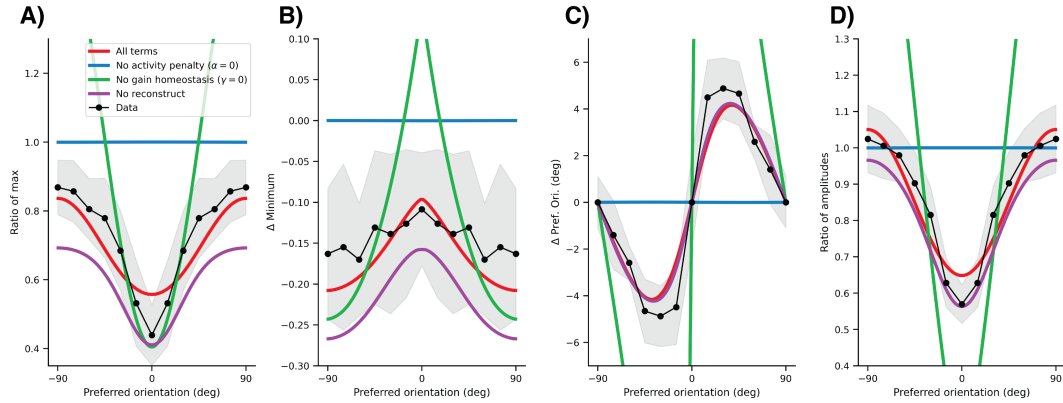 A)
B)
C)
D)
All terms
No activity penalty (α = 0)
No gain homeostasis (γ = 0)
No reconstruct
Data
Ratio of max
1.2
1.0
0.8
0.6
0.4
−90
0
90
Preferred orientation (deg)
Δ Minimum
0.10
0.05
0.00
−0.05
−0.10
−0.15
−0.20
−0.25
−0.30
−90
0
90
Preferred orientation (deg)
Δ Pref. Ori. (deg)
6
4
2
0
−2
−4
−6
−90
0
90
Preferred orientation (deg)
Ratio of amplitudes
1.3
1.2
1.1
1.0
0.9
0.8
0.7
0.6
0.5
0.4
−90
0
90
Preferred orientation (deg)